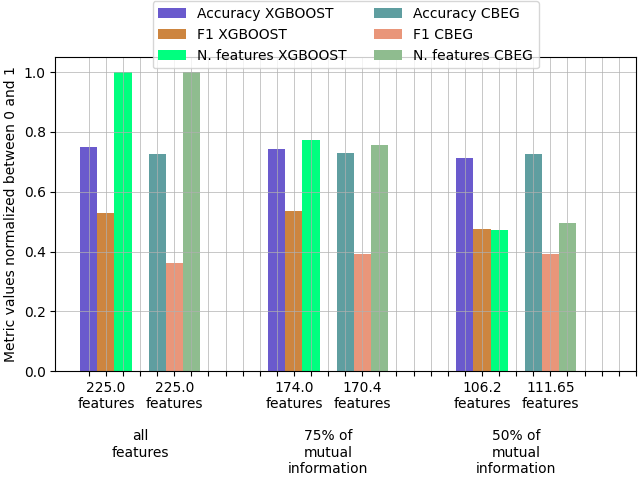 Accuracy XGBOOST
F1 XGBOOST
N. features XGBOOST
Accuracy CBEG
F1 CBEG
N. features CBEG
Metric values normalized between 0 and 1
1.0
0.8
0.6
0.4
0.2
0.0
225.0
features
225.0
features
174.0
features
170.4
features
106.2
features
111.65
features
all
features
75% of
mutual
information
50% of
mutual
information